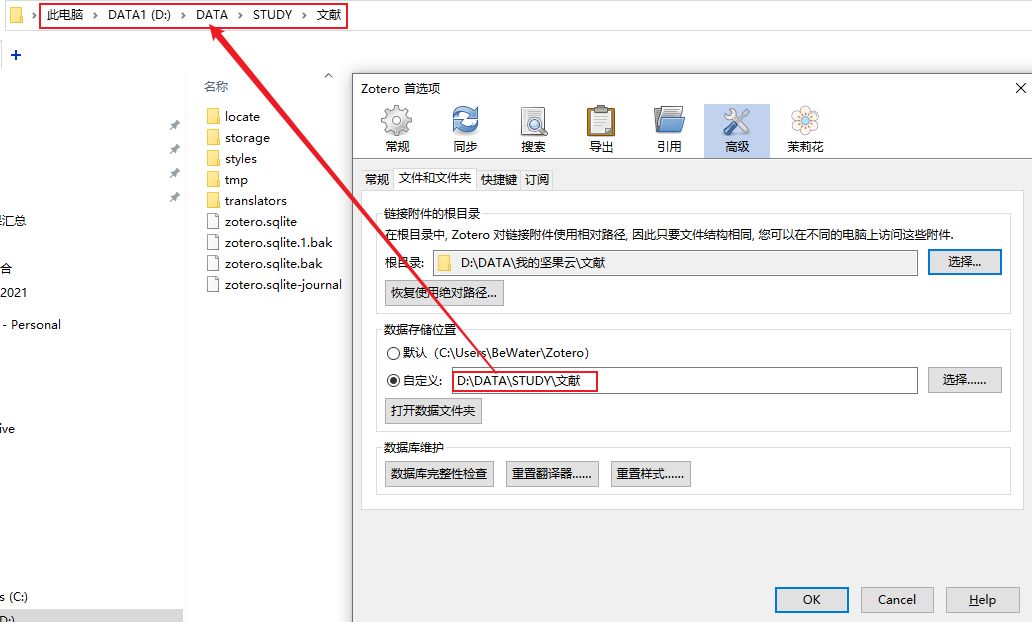 此电脑 › DATA1 (D:) › DATA › STUDY › 文献
名称
locate
storage
styles
tmp
translators
zotero.sqlite
zotero.sqlite.1.bak
zotero.sqlite.bak
zotero.sqlite-journal
汇总
合
2021
- Personal
ive
s (C:)
D:)
Zotero 首选项
常规 同步 搜索 导出 引用 高级 茉莉花
常规 文件和文件夹 快捷键 订阅
链接附件的根目录
在根目录中, Zotero 对链接附件使用相对路径, 因此只要文件结构相同, 您可以在不同的电脑上访问这些附件.
根目录: D:\DATA\我的坚果云\文献 选择...
恢复使用绝对路径...
数据存储位置
默认（C:\Users\BeWater\Zotero）
自定义: D:\DATA\STUDY\文献 选择......
打开数据文件夹
数据库维护
数据库完整性检查 重置翻译器...... 重置样式......
OK Cancel Help